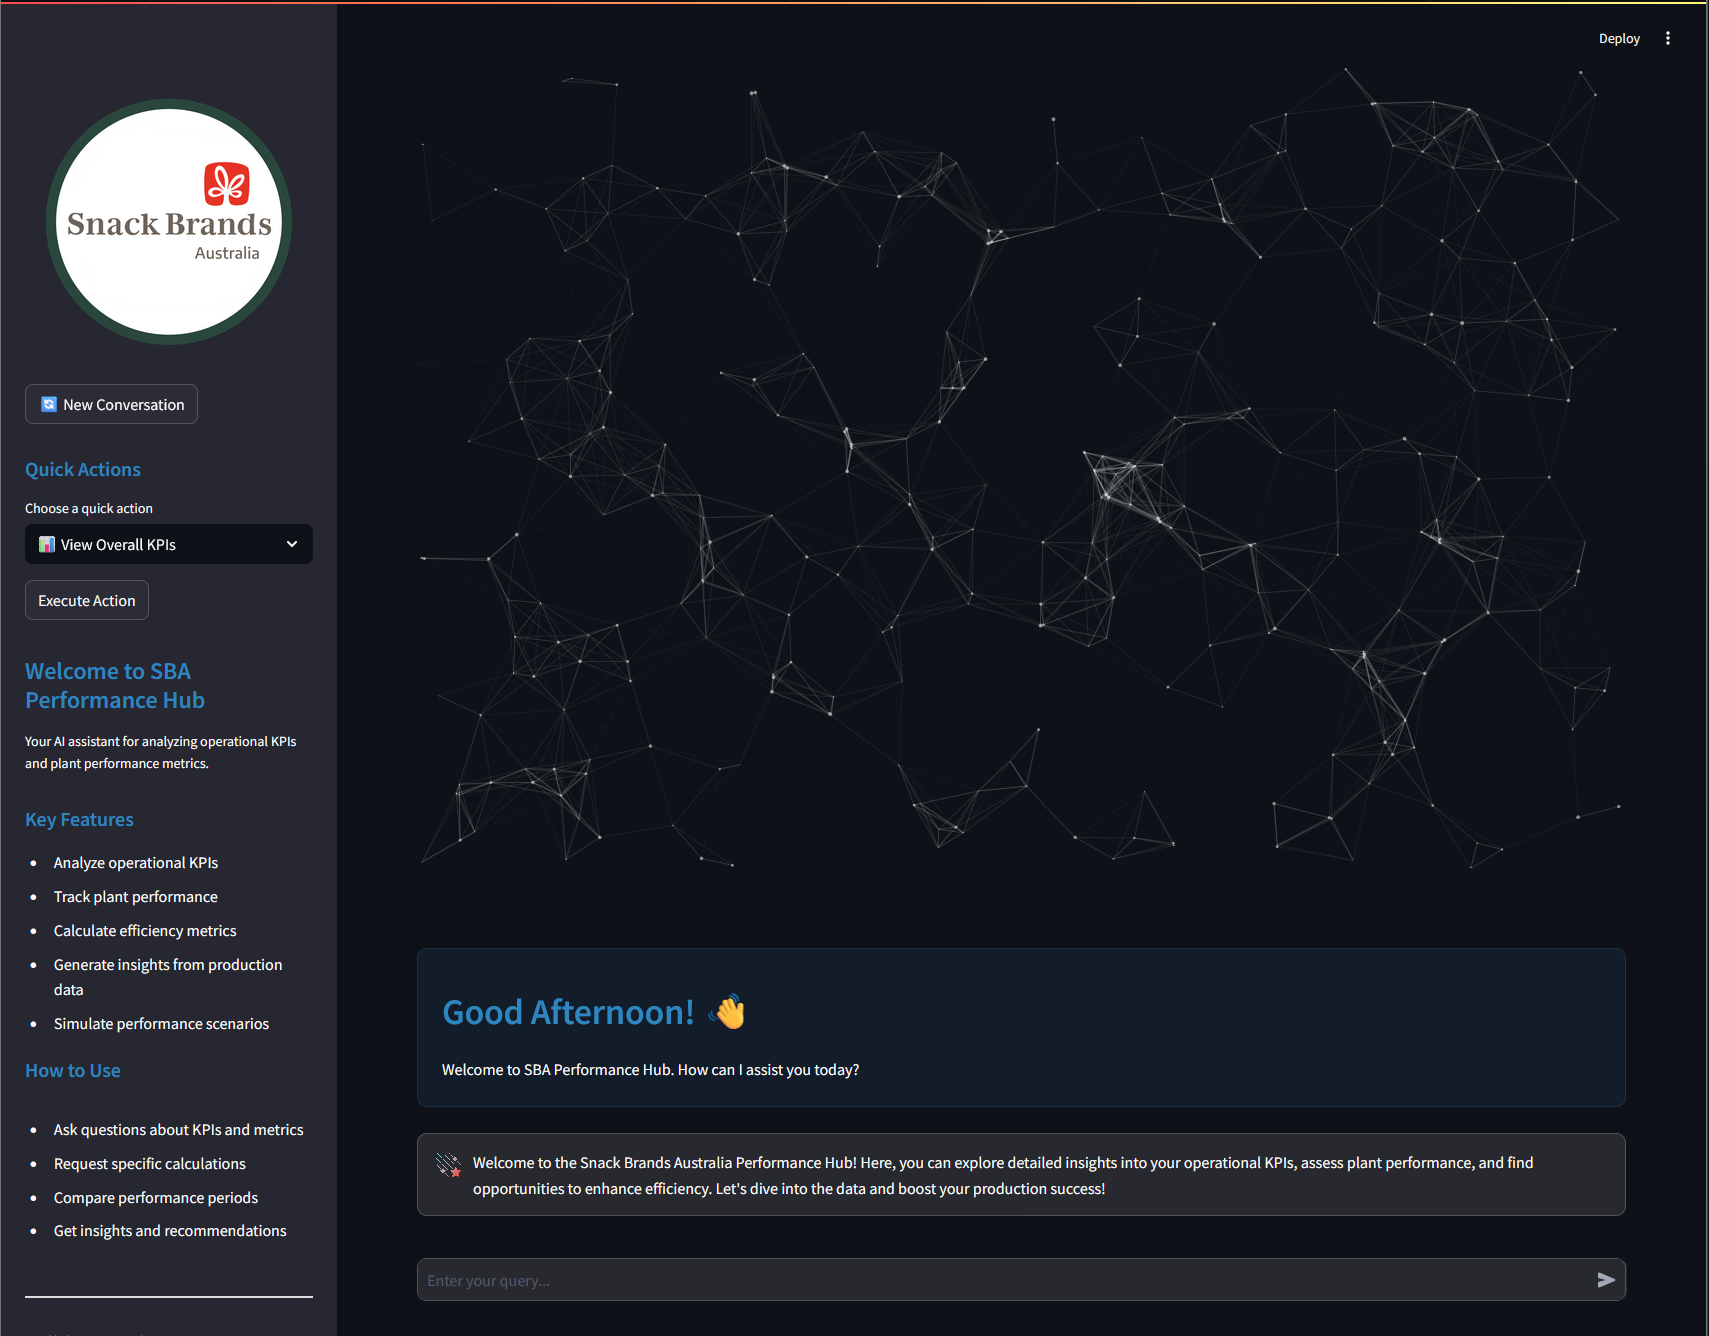 Deploy
Snack Brands
Australia
New Conversation
Quick Actions
Choose a quick action
View Overall KPIs
Execute Action
Welcome to SBA
Performance Hub
Your AI assistant for analyzing operational KPIs
and plant performance metrics.
Key Features
• Analyze operational KPIs
• Track plant performance
• Calculate efficiency metrics
• Generate insights from production
data
• Simulate performance scenarios
How to Use
• Ask questions about KPIs and metrics
• Request specific calculations
• Compare performance periods
• Get insights and recommendations
Good Afternoon! 👋
Welcome to SBA Performance Hub. How can I assist you today?
Welcome to the Snack Brands Australia Performance Hub! Here, you can explore detailed insights into your operational KPIs, assess plant performance, and find
opportunities to enhance efficiency. Let's dive into the data and boost your production success!
Enter your query...